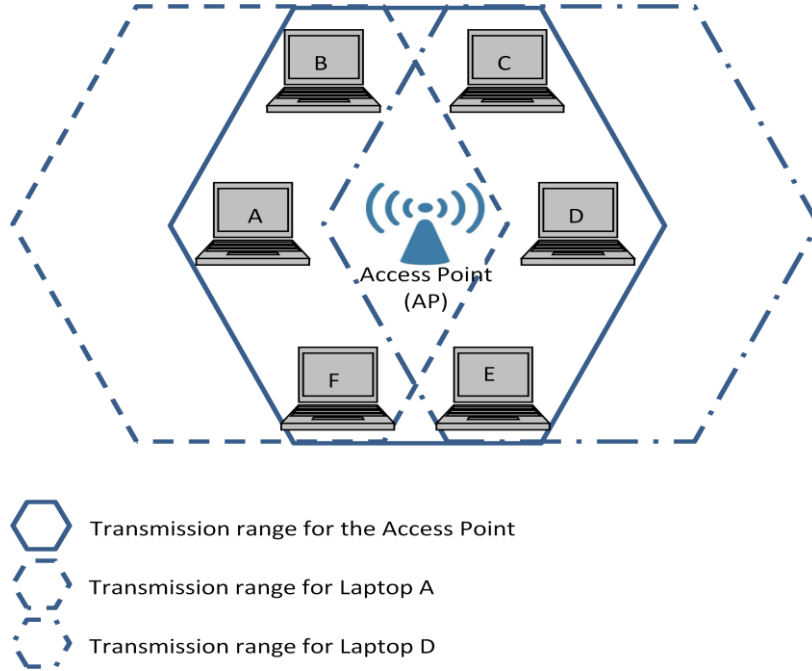 B
C
A
D
Access Point
(AP)
F
E
Transmission range for the Access Point
Transmission range for Laptop A
Transmission range for Laptop D